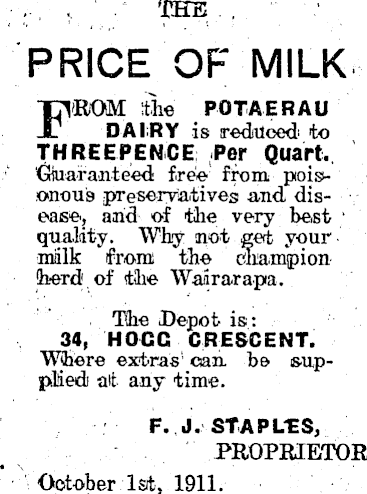 THE
PRICE OF MILK
FROM the POTAERAU
DAIRY is reduced to
THREEPENCE Per Quart.
Guaranteed free from pois-
onous preservatives and dis-
ease, and of the very best
quality. Why not get your
milk from the champion
herd of the Wairarapa.
The Depot is:
34, HOGG CRESCENT.
Where extras can be sup-
plied at any time.
F. J. STAPLES,
PROPRIETOR
October 1st, 1911.